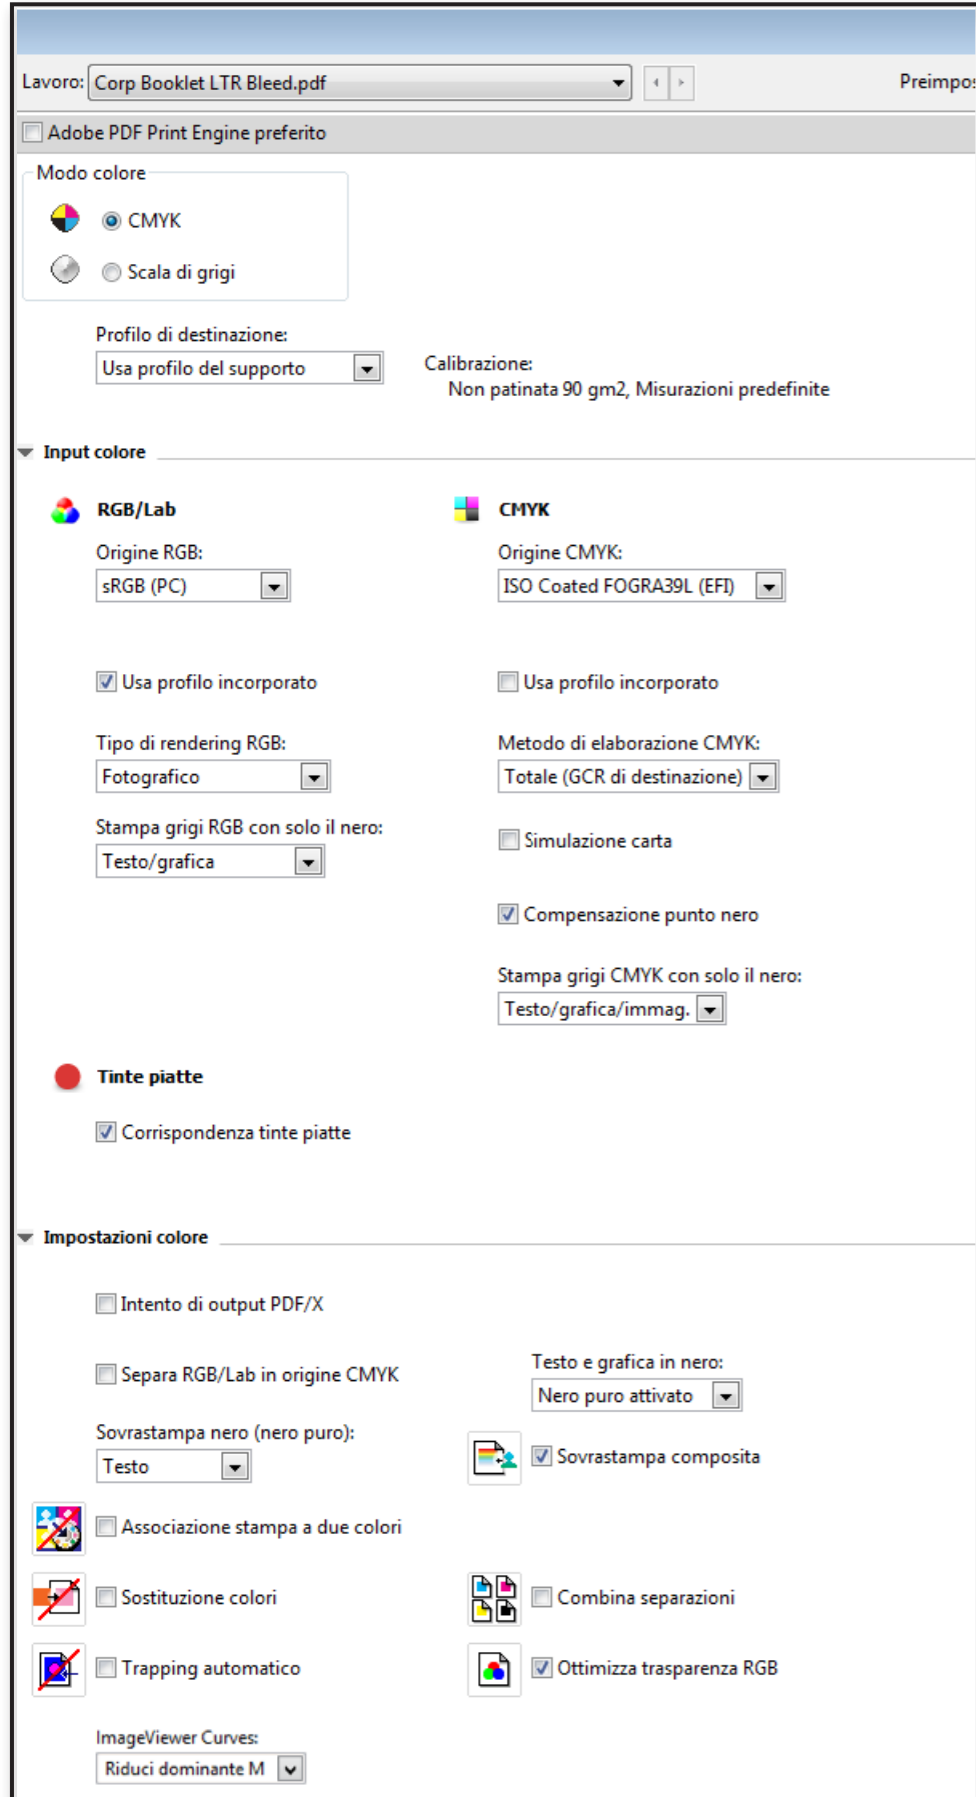 Lavoro: Corp Booklet LTR Bleed.pdf
Preimpos
Adobe PDF Print Engine preferito
Modo colore
CMYK
Scala di grigi
Profilo di destinazione:
Usa profilo del supporto
Calibrazione:
Non patinata 90 gm2, Misurazioni predefinite
Input colore
RGB/Lab
CMYK
Origine RGB:
Origine CMYK:
sRGB (PC)
ISO Coated FOGRA39L (EFI)
Usa profilo incorporato
Usa profilo incorporato
Tipo di rendering RGB:
Metodo di elaborazione CMYK:
Fotografico
Totale (GCR di destinazione)
Stampa grigi RGB con solo il nero:
Simulazione carta
Testo/grafica
Compensazione punto nero
Stampa grigi CMYK con solo il nero:
Testo/grafica/immag.
Tinte piatte
Corrispondenza tinte piatte
Impostazioni colore
Intento di output PDF/X
Testo e grafica in nero:
Separa RGB/Lab in origine CMYK
Nero puro attivato
Sovrastampa nero (nero puro):
Testo
Sovrastampa composita
Associazione stampa a due colori
Sostituzione colori
Combina separazioni
Trapping automatico
Ottimizza trasparenza RGB
ImageViewer Curves:
Riduci dominante M